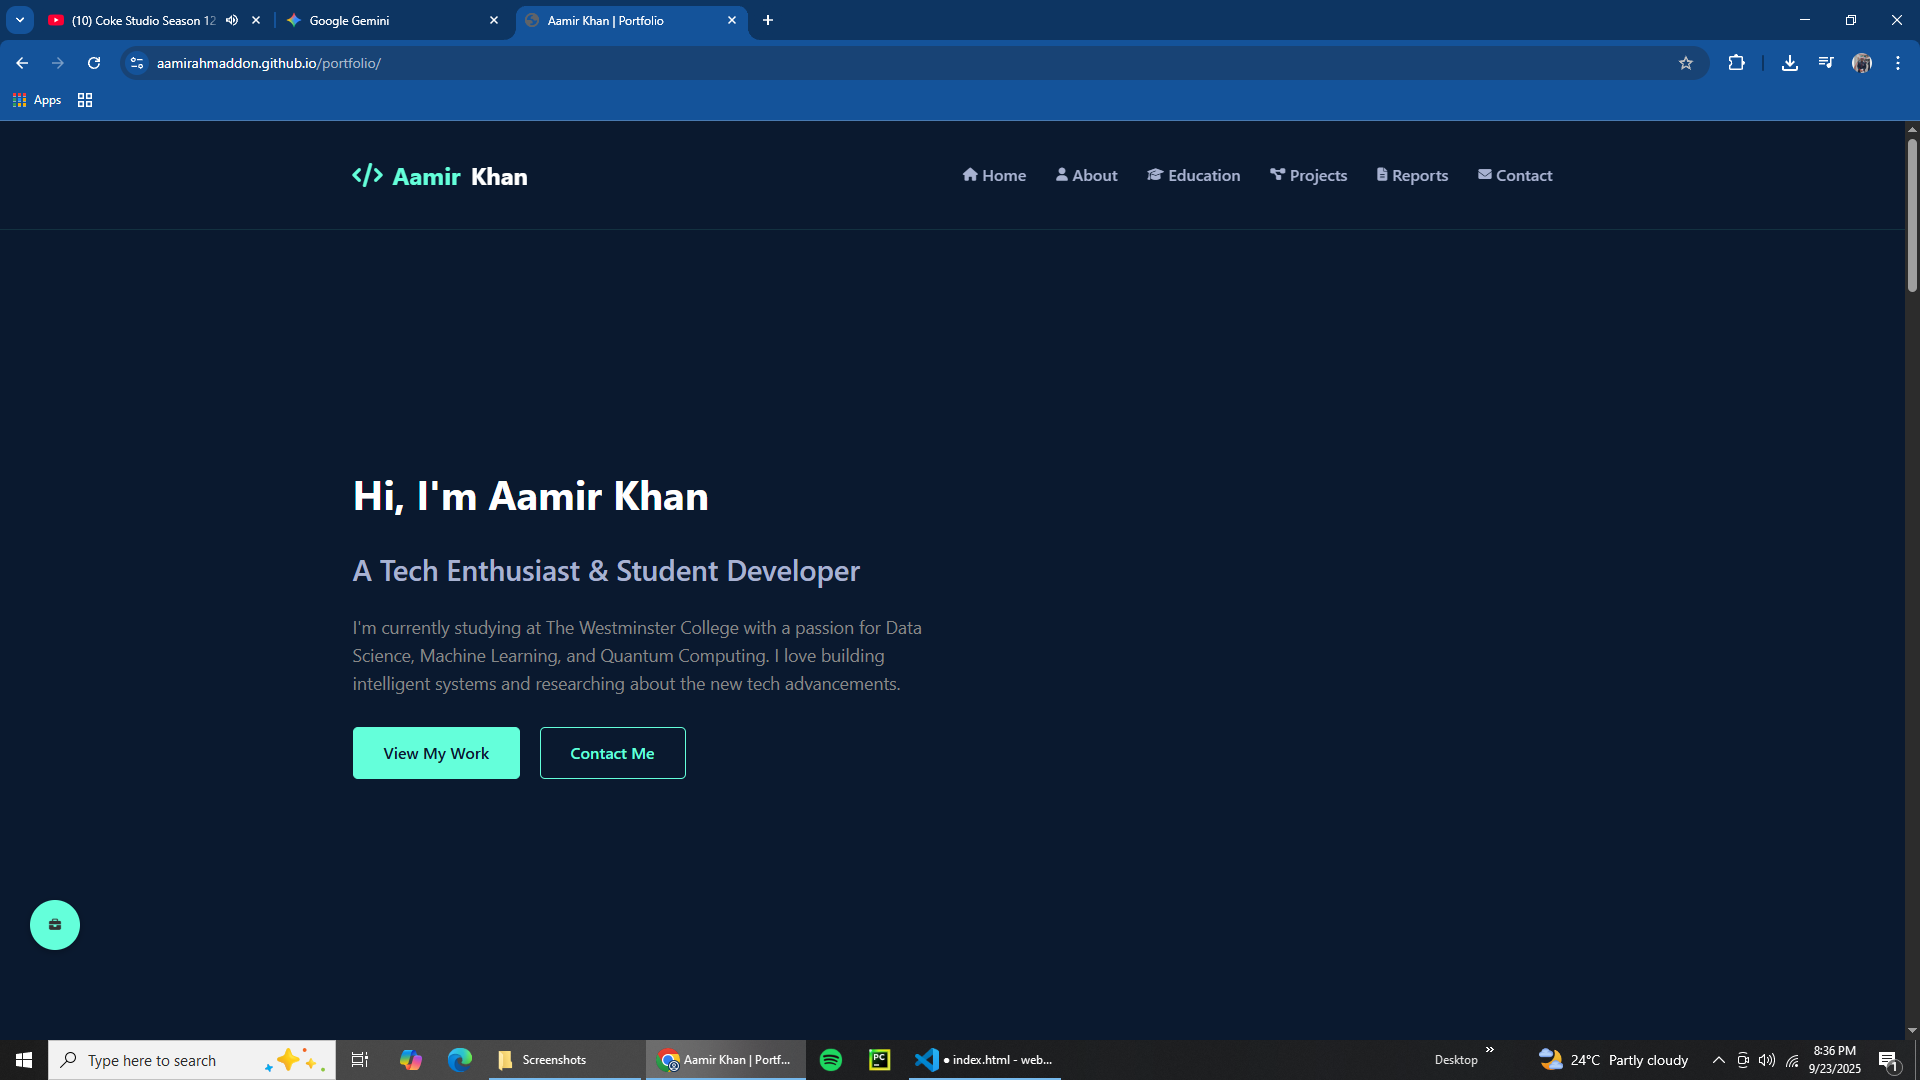 (10) Coke Studio Season 12
Google Gemini
Aamir Khan | Portfolio
aamirahmaddon.github.io/portfolio/
Apps
</> Aamir Khan
Home About Education Projects Reports Contact
Hi, I'm Aamir Khan
A Tech Enthusiast & Student Developer
I'm currently studying at The Westminster College with a passion for Data
Science, Machine Learning, and Quantum Computing. I love building
intelligent systems and researching about the new tech advancements.
View My Work Contact Me
Type here to search
Screenshots
Aamir Khan | Portf...
PC
● index.html - web...
Desktop
24°C Partly cloudy
8:36 PM
9/23/2025
1